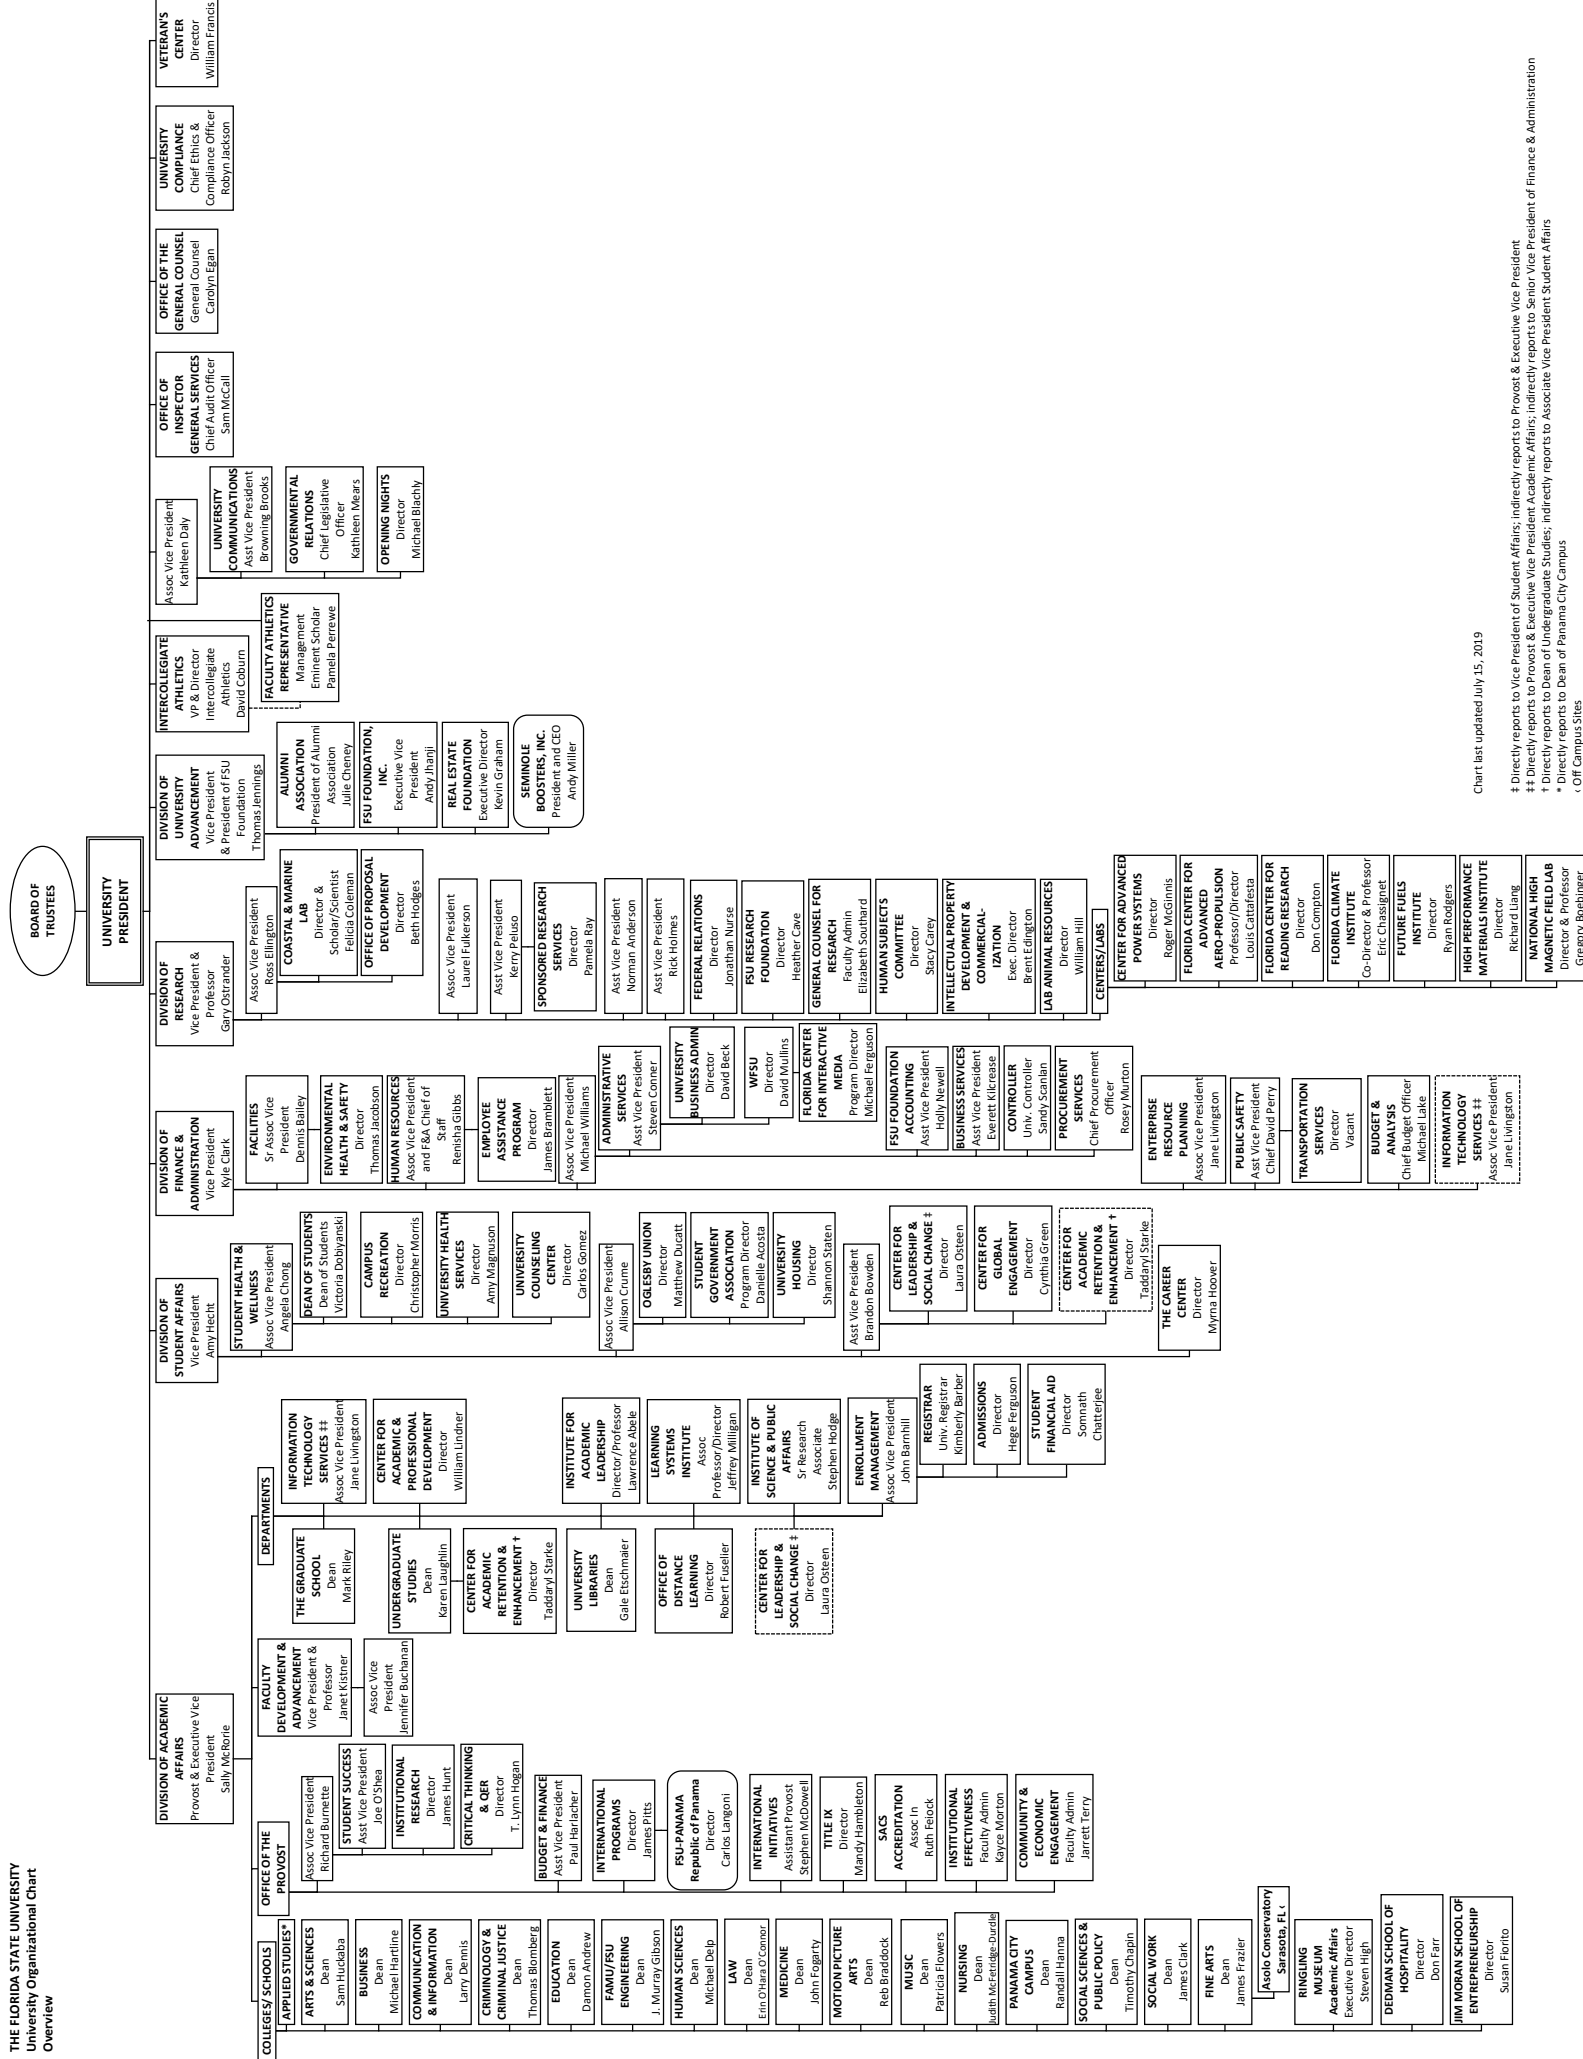 THE FLORIDA STATE UNIVERSITY
University Organizational Chart
Overview
BOARD OF
TRUSTEES
UNIVERSITY
PRESIDENT
DIVISION OF ACADEMIC
AFFAIRS
Provost & Executive Vice
President
Sally McRorie
COLLEGES/ SCHOOLS
APPLIED STUDIES*
ARTS & SCIENCES
Dean
Sam Huckaba
BUSINESS
Dean
Michael Hartline
COMMUNICATION
& INFORMATION
Dean
Larry Dennis
CRIMINOLOGY &
CRIMINAL JUSTICE
Dean
Thomas Blomberg
EDUCATION
Dean
Damon Andrew
FAMU/FSU
ENGINEERING
Dean
J. Murray Gibson
HUMAN SCIENCES
Dean
Michael Delp
LAW
Dean
Erin O'Hara O'Connor
MEDICINE
Dean
John Fogarty
MOTION PICTURE
ARTS
Dean
Reb Braddock
MUSIC
Dean
Patricia Flowers
NURSING
Dean
Judith McFetridge-Durdle
PANAMA CITY
CAMPUS
Dean
Randall Hanna
SOCIAL SCIENCES &
PUBLIC POLICY
Dean
Timothy Chapin
SOCIAL WORK
Dean
James Clark
FINE ARTS
Dean
James Frazier
Asolo Conservatory
Sarasota, FL ‹
RINGLING
MUSEUM
Academic Affairs
Executive Director
Steven High
DEDMAN SCHOOL OF
HOSPITALITY
Director
Don Farr
JIM MORAN SCHOOL OF
ENTREPRENEURSHIP
Director
Susan Fiorito
OFFICE OF THE
PROVOST
Assoc Vice President
Richard Burnette
STUDENT SUCCESS
Asst Vice President
Joe O'Shea
INSTITUTIONAL
RESEARCH
Director
James Hunt
CRITICAL THINKING
& QER
Director
T. Lynn Hogan
BUDGET & FINANCE
Asst Vice President
Paul Harlacher
INTERNATIONAL
PROGRAMS
Director
James Pitts
FSU-PANAMA
Republic of Panama
Director
Carlos Langoni
INTERNATIONAL
INITIATIVES
Assistant Provost
Stephen McDowell
TITLE IX
Director
Mandy Hambleton
SACS
ACCREDITATION
Assoc In
Ruth Feiock
INSTITUTIONAL
EFFECTIVENESS
Faculty Admin
Kayce Morton
COMMUNITY &
ECONOMIC
ENGAGEMENT
Faculty Admin
Jarrett Terry
FACULTY
DEVELOPMENT &
ADVANCEMENT
Vice President &
Professor
Janet Kistner
Assoc Vice
President
Jennifer Buchanan
DEPARTMENTS
THE GRADUATE
SCHOOL
Dean
Mark Riley
UNDERGRADUATE
STUDIES
Dean
Karen Laughlin
CENTER FOR
ACADEMIC
RETENTION &
ENHANCEMENT †
Director
Taddaryl Starke
UNIVERSITY
LIBRARIES
Dean
Gale Etschmaier
OFFICE OF
DISTANCE
LEARNING
Director
Robert Fuselier
CENTER FOR
LEADERSHIP &
SOCIAL CHANGE ‡
Director
Laura Osteen
INFORMATION
TECHNOLOGY
SERVICES ‡‡
Assoc Vice President
Jane Livingston
CENTER FOR
ACADEMIC &
PROFESSIONAL
DEVELOPMENT
Director
William Lindner
INSTITUTE FOR
ACADEMIC
LEADERSHIP
Director/Professor
Lawrence Abele
LEARNING
SYSTEMS
INSTITUTE
Assoc
Professor/Director
Jeffrey Milligan
INSTITUTE OF
SCIENCE & PUBLIC
AFFAIRS
Sr Research
Associate
Stephen Hodge
ENROLLMENT
MANAGEMENT
Assoc Vice President
John Barnhill
REGISTRAR
Univ. Registrar
Kimberly Barber
ADMISSIONS
Director
Hege Ferguson
STUDENT
FINANCIAL AID
Director
Somnath
Chatterjee
DIVISION OF
STUDENT AFFAIRS
Vice President
Amy Hecht
STUDENT HEALTH &
WELLNESS
Assoc Vice President
Angela Chong
DEAN OF STUDENTS
Dean of Students
Victoria Dobiyanski
CAMPUS
RECREATION
Director
Christopher Morris
UNIVERSITY HEALTH
SERVICES
Director
Amy Magnuson
UNIVERSITY
COUNSELING
CENTER
Director
Carlos Gomez
Assoc Vice President
Allison Crume
OGLESBY UNION
Director
Matthew Ducatt
STUDENT
GOVERNMENT
ASSOCIATION
Program Director
Danielle Acosta
UNIVERSITY
HOUSING
Director
Shannon Staten
Asst Vice President
Brandon Bowden
CENTER FOR
LEADERSHIP &
SOCIAL CHANGE ‡
Director
Laura Osteen
CENTER FOR
GLOBAL
ENGAGEMENT
Director
Cynthia Green
CENTER FOR
ACADEMIC
RETENTION &
ENHANCEMENT †
Director
Taddaryl Starke
THE CAREER
CENTER
Director
Myrna Hoover
DIVISION OF
FINANCE &
ADMINISTRATION
Vice President
Kyle Clark
FACILITIES
Sr Assoc Vice
President
Dennis Bailey
ENVIRONMENTAL
HEALTH & SAFETY
Director
Thomas Jacobson
HUMAN RESOURCES
Assoc Vice President
and F&A Chief of
Staff
Renisha Gibbs
EMPLOYEE
ASSISTANCE
PROGRAM
Director
James Bramblett
Assoc Vice President
Michael Williams
ADMINISTRATIVE
SERVICES
Asst Vice President
Steven Conner
UNIVERSITY
BUSINESS ADMIN
Director
David Beck
WFSU
Director
David Mullins
FLORIDA CENTER
FOR INTERACTIVE
MEDIA
Program Director
Michael Ferguson
FSU FOUNDATION
ACCOUNTING
Asst Vice President
Holly Newell
BUSINESS SERVICES
Asst Vice President
Everett Kilcrease
CONTROLLER
Univ. Controller
Sandy Scanlan
PROCUREMENT
SERVICES
Chief Procurement
Officer
Rosey Murton
ENTERPRISE
RESOURCE
PLANNING
Assoc Vice President
Jane Livingston
PUBLIC SAFETY
Asst Vice President
Chief David Perry
TRANSPORTATION
SERVICES
Director
Vacant
BUDGET &
ANALYSIS
Chief Budget Officer
Michael Lake
INFORMATION
TECHNOLOGY
SERVICES ‡‡
Assoc Vice President
Jane Livingston
DIVISION OF
RESEARCH
Vice President &
Professor
Gary Ostrander
Assoc Vice President
Ross Ellington
COASTAL & MARINE
LAB
Director &
Scholar/Scientist
Felicia Coleman
OFFICE OF PROPOSAL
DEVELOPMENT
Director
Beth Hodges
Assoc Vice President
Laurel Fulkerson
Asst Vice President
Kerry Peluso
SPONSORED RESEARCH
SERVICES
Director
Pamela Ray
Asst Vice President
Norman Anderson
Asst Vice President
Rick Holmes
FEDERAL RELATIONS
Director
Jonathan Nurse
FSU RESEARCH
FOUNDATION
Director
Heather Cave
GENERAL COUNSEL FOR
RESEARCH
Faculty Admin
Elizabeth Southard
HUMAN SUBJECTS
COMMITTEE
Director
Stacy Carey
INTELLECTUAL PROPERTY
DEVELOPMENT &
COMMERCIAL-
IZATION
Exec. Director
Brent Edington
LAB ANIMAL RESOURCES
Director
William Hill
CENTERS/LABS
CENTER FOR ADVANCED
POWER SYSTEMS
Director
Roger McGinnis
FLORIDA CENTER FOR
ADVANCED
AERO-PROPULSION
Professor/Director
Louis Cattafesta
FLORIDA CENTER FOR
READING RESEARCH
Director
Don Compton
FLORIDA CLIMATE
INSTITUTE
Co-Director & Professor
Eric Chassignet
FUTURE FUELS
INSTITUTE
Director
Ryan Rodgers
HIGH PERFORMANCE
MATERIALS INSTITUTE
Director
Richard Liang
NATIONAL HIGH
MAGNETIC FIELD LAB
Director & Professor
Gregory Boebinger
DIVISION OF
UNIVERSITY
ADVANCEMENT
Vice President
& President of FSU
Foundation
Thomas Jennings
ALUMNI
ASSOCIATION
President of Alumni
Association
Julie Cheney
FSU FOUNDATION,
INC.
Executive Vice
President
Andy Jhanji
REAL ESTATE
FOUNDATION
Executive Director
Kevin Graham
SEMINOLE
BOOSTERS, INC.
President and CEO
Andy Miller
INTERCOLLEGIATE
ATHLETICS
VP & Director
Intercollegiate
Athletics
David Coburn
FACULTY ATHLETICS
REPRESENTATIVE
Management
Eminent Scholar
Pamela Perrewe
Assoc Vice President
Kathleen Daly
UNIVERSITY
COMMUNICATIONS
Asst Vice President
Browning Brooks
GOVERNMENTAL
RELATIONS
Chief Legislative
Officer
Kathleen Mears
OPENING NIGHTS
Director
Michael Blachly
OFFICE OF
INSPECTOR
GENERAL SERVICES
Chief Audit Officer
Sam McCall
OFFICE OF THE
GENERAL COUNSEL
General Counsel
Carolyn Egan
UNIVERSITY
COMPLIANCE
Chief Ethics &
Compliance Officer
Robyn Jackson
VETERAN'S
CENTER
Director
William Francis
Chart last updated July 15, 2019
‡ Directly reports to Vice President of Student Affairs; indirectly reports to Provost & Executive Vice President
‡‡ Directly reports to Provost & Executive Vice President Academic Affairs; indirectly reports to Senior Vice President of Finance & Administration
† Directly reports to Dean of Undergraduate Studies; indirectly reports to Associate Vice President Student Affairs
* Directly reports to Dean of Panama City Campus
‹ Off Campus Sites